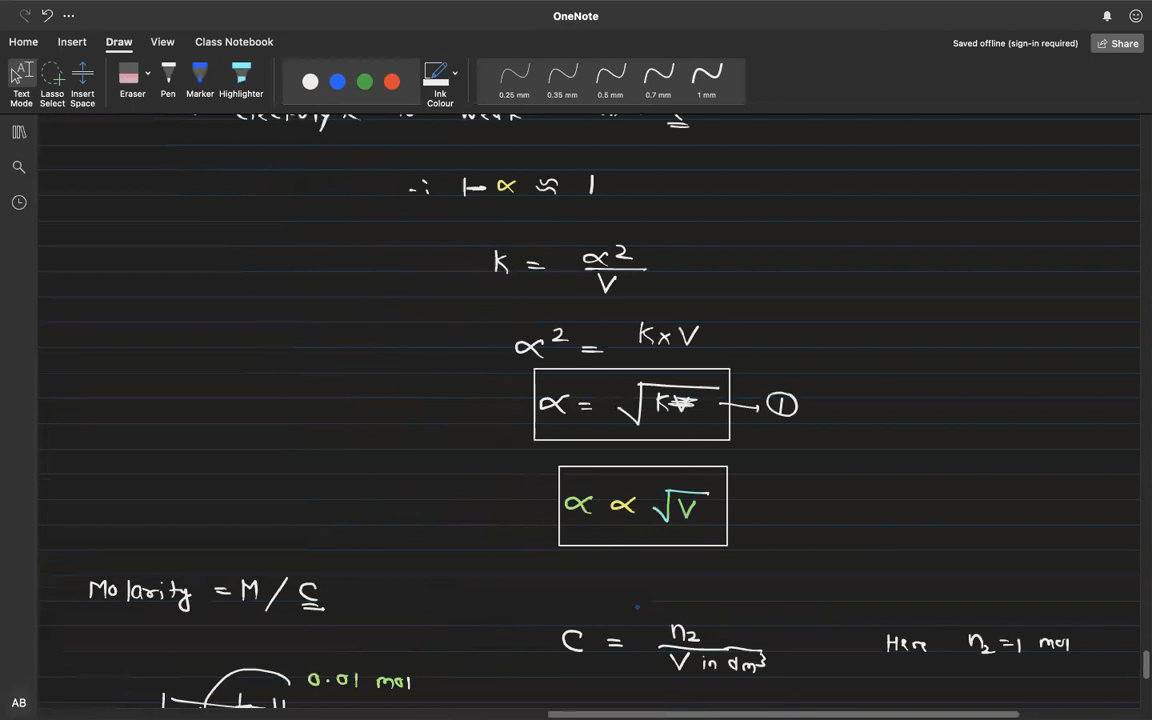 OneNote
Home Insert Draw View Class Notebook
Saved offline (sign-in required) Share
Text Mode Lasso Select Insert Space Eraser Pen Marker Highlighter Ink Colour 0.25 mm 0.35 mm 0.5 mm 0.7 mm 1 mm
weak
∴ 1-α ≈ 1
K = α²/V
α² = K×V
α = √KV → ①
α ∝ √V
Molarity = M / C
C = n₂ / V in dm³ Here n₂ = 1 mol
0.01 mol
AB